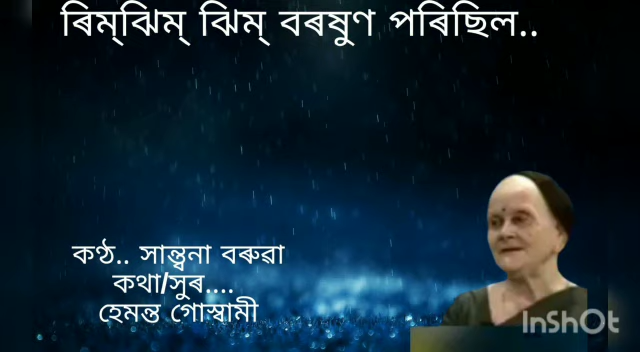 ৰিম্‌ঝিম্ ঝিম্ বৰষুণ পৰিছিল..
কণ্ঠ.. সান্ত্বনা বৰুৱা
কথা/সুৰ....
হেমন্ত গোস্বামী
InShOt